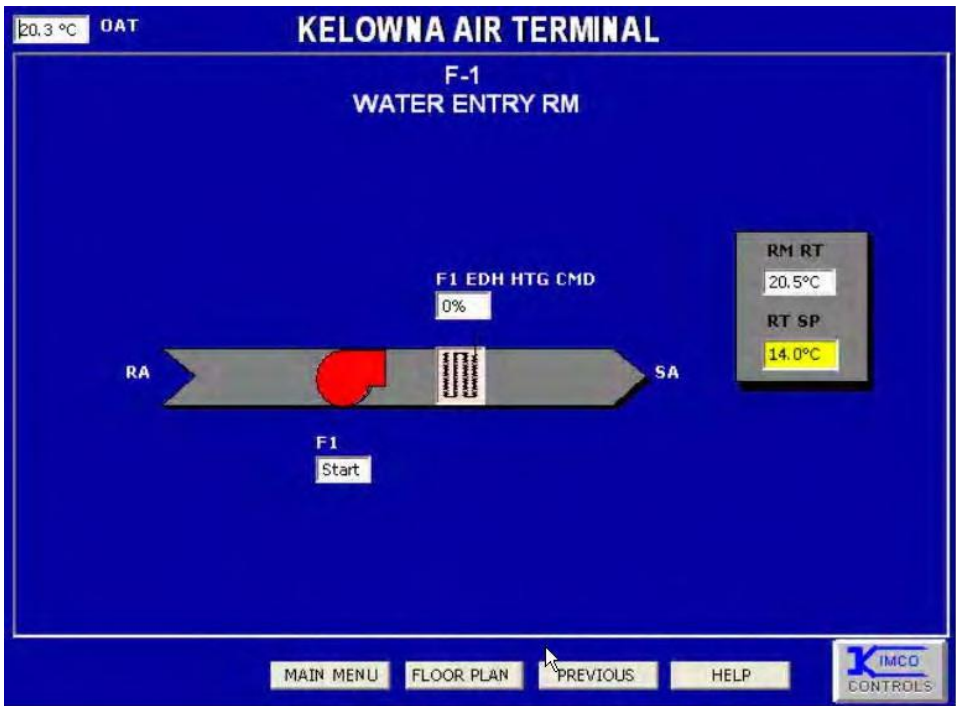 20.3 °C OAT KELOWNA AIR TERMINAL
F-1
WATER ENTRY RM
RM RT
20.5°C
F1 EDH HTG CMD
0%
RT SP
14.0°C
RA
SA
F1
Start
MAIN MENU FLOOR PLAN PREVIOUS HELP
KIMCO
CONTROLS